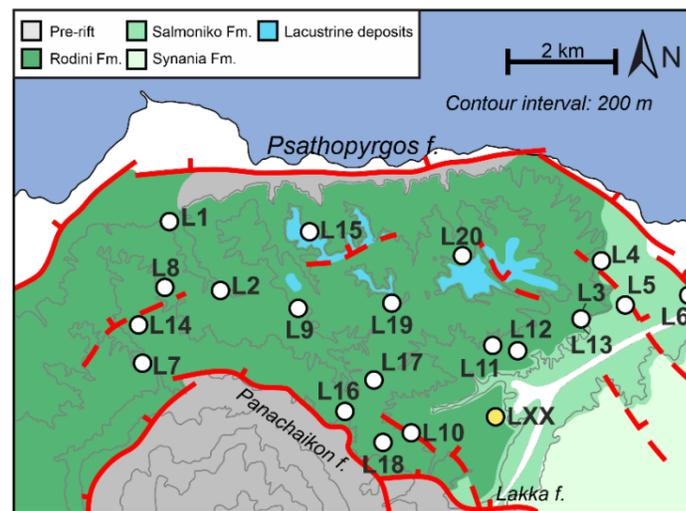 Pre-rift
Salmoniko Fm.
Lacustrine deposits
Rodini Fm.
Synania Fm.
2 km
N
Contour interval: 200 m
Psathopyrgos f.
L1
L15
L20
L4
L8
L2
L9
L19
L3
L5
L6
L14
L12
L13
L11
L7
L17
L16
Panachaikon f.
LXX
L10
L18
Lakka f.